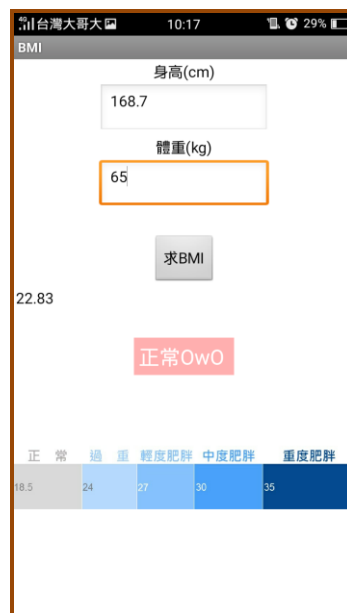 4G 台灣大哥大 10:17 29%
BMI
身高(cm)
168.7
體重(kg)
65
求BMI
22.83
正常OwO
正 常 過 重 輕度肥胖 中度肥胖 重度肥胖
18.5 24 27 30 35